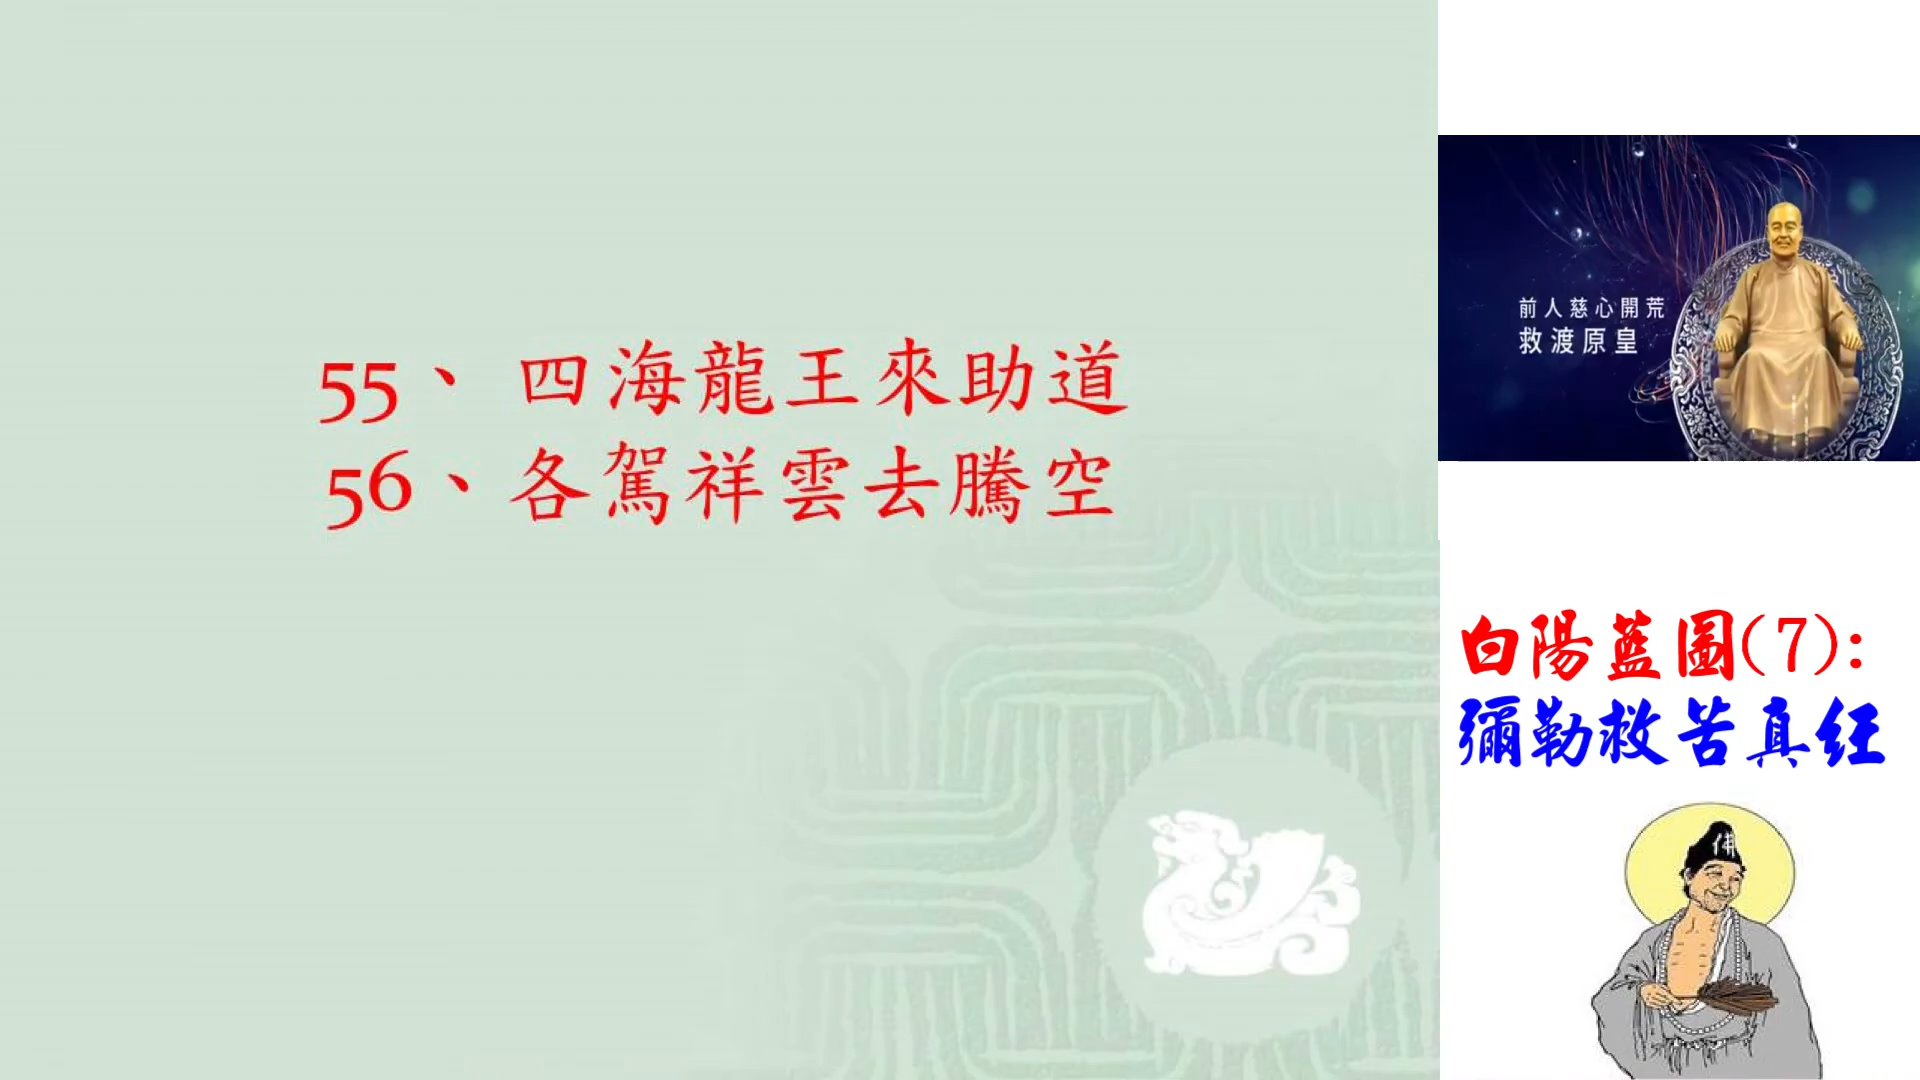 55、 四海龍王來助道
56、各駕祥雲去騰空
前人慈心開荒
救渡原皇
白陽藍圖(7):
彌勒救苦真経
佛